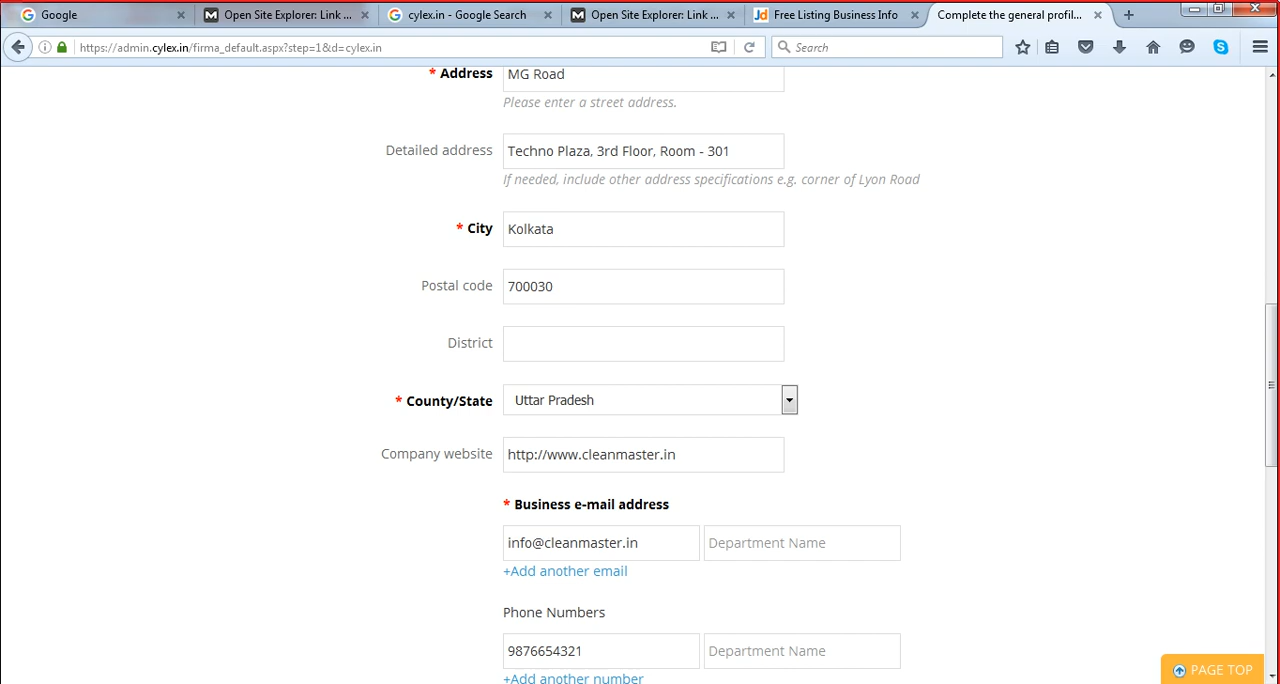 Google
Open Site Explorer: Link ...
cylex.in - Google Search
Open Site Explorer: Link ...
Jd Free Listing Business Info
Complete the general profil...
https://admin.cylex.in/firma_default.aspx?step=1&d=cylex.in
Search
* Address MG Road
Please enter a street address.
Detailed address Techno Plaza, 3rd Floor, Room - 301
If needed, include other address specifications e.g. corner of Lyon Road
* City Kolkata
Postal code 700030
District
* County/State Uttar Pradesh
Company website http://www.cleanmaster.in
* Business e-mail address
info@cleanmaster.in Department Name
+Add another email
Phone Numbers
9876654321 Department Name
+Add another number
PAGE TOP